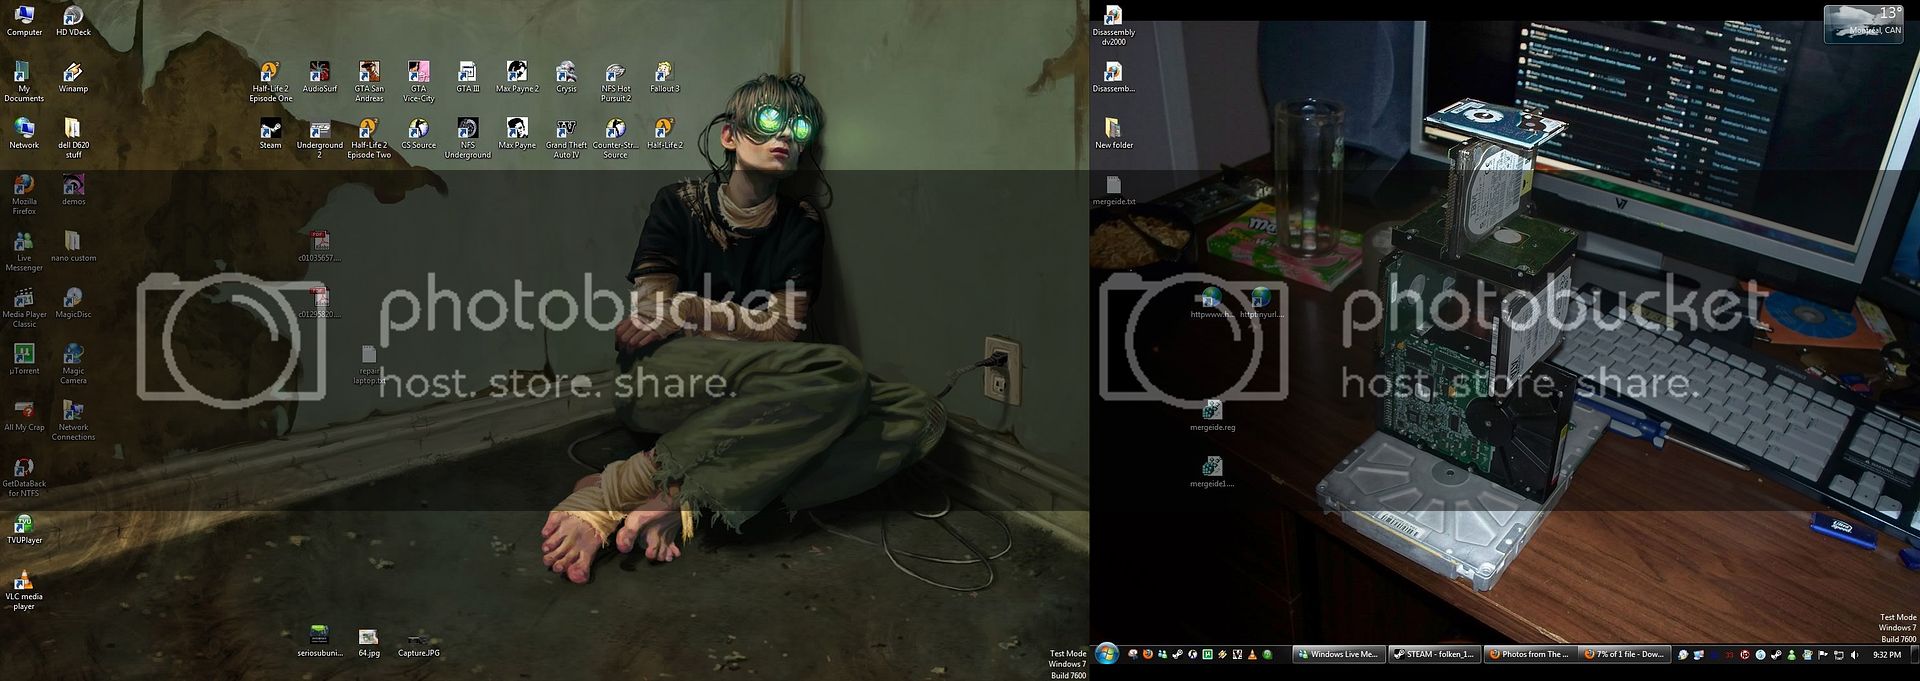 Computer
HD VDeck
My Documents
Winamp
Network
dell D620 stuff
Mozilla Firefox
demos
Live Messenger
nano custom
Media Player Classic
MagicDisc
µTorrent
Magic Camera
All My Crap
Network Connections
GetDataBack for NTFS
TVUPlayer
VLC media player
Half-Life 2 Episode One
AudioSurf
GTA San Andreas
GTA Vice-City
GTA III
Max Payne 2
Crysis
NFS Hot Pursuit 2
Fallout 3
Steam
Underground 2
Half-Life 2 Episode Two
CS Source
NFS Underground
Max Payne
Grand Theft Auto IV
Counter-Str... Source
Half-Life 2
c01035657....
c01295820....
repair laptop.txt
photobucket
host. store. share.
seriosubuni...
64.jpg
Capture.JPG
Test Mode
Windows 7
Build 7600
Disassembly dv2000
Disassemb...
New folder
mergeide.txt
httpwww.h...
httptinyurl....
mergeide.reg
mergeide1....
13°
Montréal, CAN
photobucket
host. store. share.
Test Mode
Windows 7
Build 7600
Windows Live Me...
STEAM - folken_1...
Photos from The ...
7% of 1 file - Dow...
9:32 PM